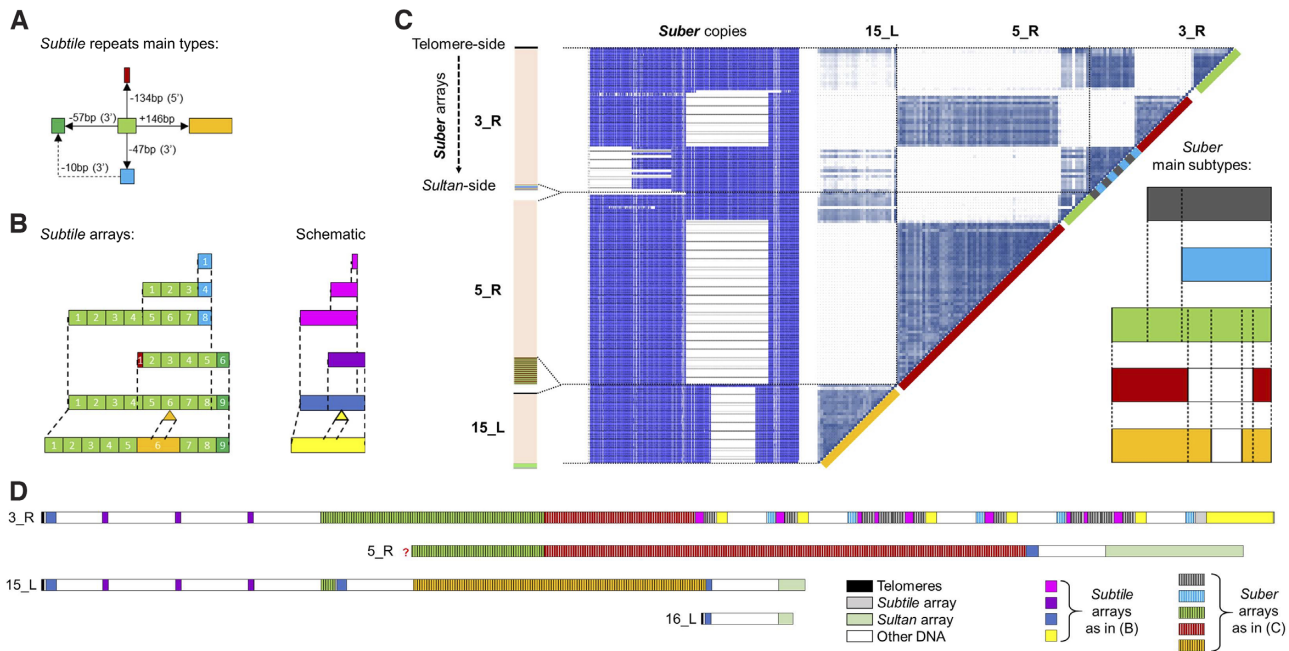 A
Subtile repeats main types:
-134bp (5')
-57bp (3')
+146bp
-47bp (3')
-10bp (3')
B
Subtile arrays:
Schematic
1
1 2 3 4
1 2 3 4 5 6 7 8
1 2 3 4 5 6
1 2 3 4 5 6 7 8 9
1 2 3 4 5 6 7 8 9
C
Suber copies
15_L 5_R 3_R
Telomere-side
Suber arrays
Sultan-side
3_R
5_R
15_L
Suber
main subtypes:
D
3_R
? 5_R
15_L
16_L
Telomeres
Subtile array
Sultan array
Other DNA
Subtile
arrays
as in (B)
Suber
arrays
as in (C)